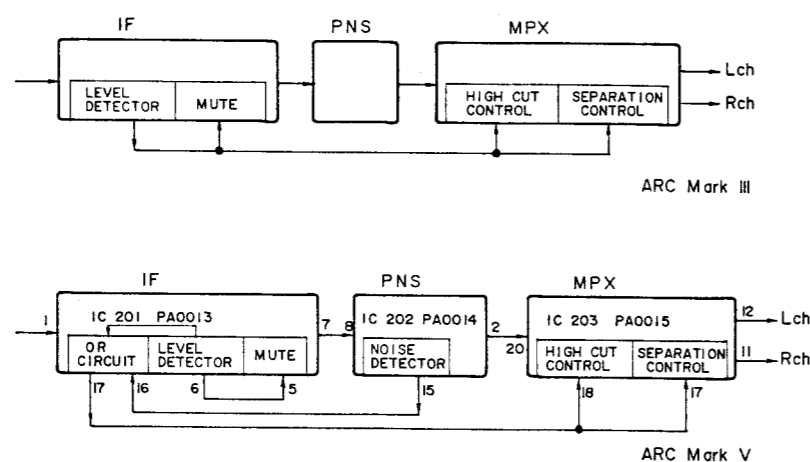 IF PNS MPX
LEVEL DETECTOR
MUTE
HIGH CUT CONTROL
SEPARATION CONTROL
Lch
Rch
ARC Mark III
IF PNS MPX
1
IC 201 PA0013
OR CIRCUIT
LEVEL DETECTOR
MUTE
17 16 6 5
7 8
IC 202 PA0014
NOISE DETECTOR
15
2
20
IC 203 PA0015
HIGH CUT CONTROL
SEPARATION CONTROL
18 17
12 Lch
11 Rch
ARC Mark V